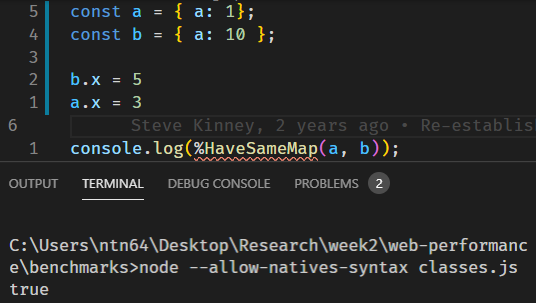 5 const a = { a: 1};
4 const b = { a: 10 };
3
2 b.x = 5
1 a.x = 3
6 Steve Kinney, 2 years ago • Re-establis
1 console.log(%HaveSameMap(a, b));
OUTPUT TERMINAL DEBUG CONSOLE PROBLEMS 2
C:\Users\ntn64\Desktop\Research\week2\web-performanc
e\benchmarks>node --allow-natives-syntax classes.js
true